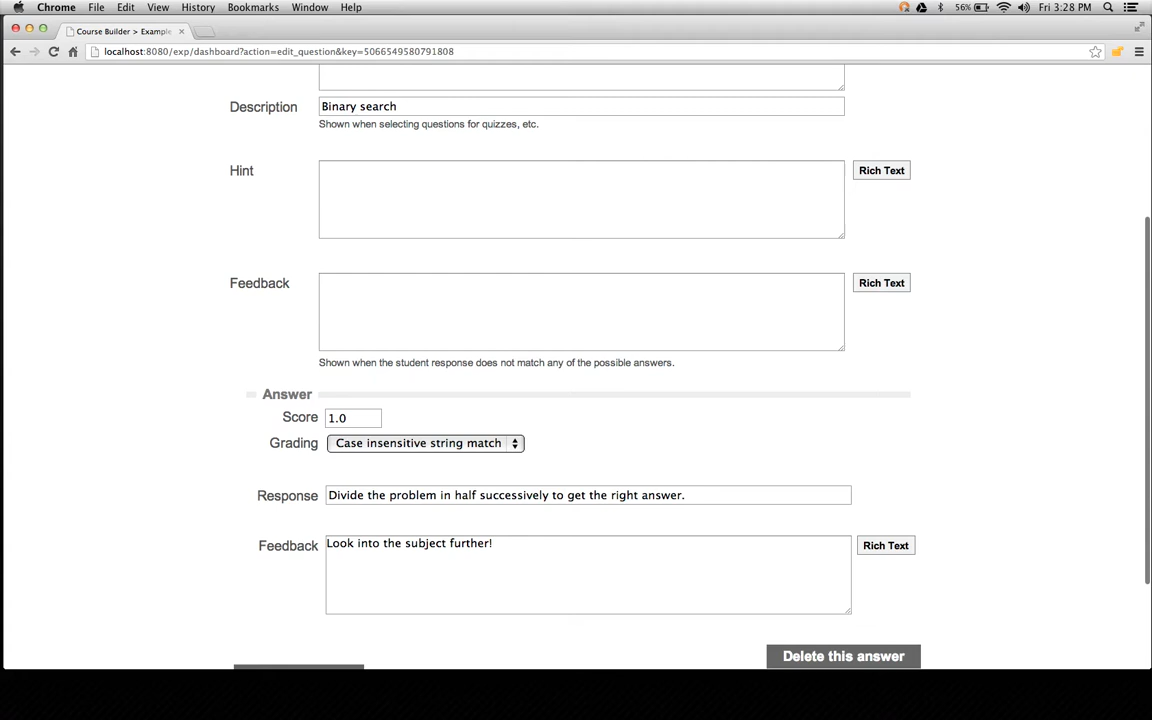 Chrome File Edit View History Bookmarks Window Help 56% Fri 3:28 PM
Course Builder > Example
localhost:8080/exp/dashboard?action=edit_question&key=5066549580791808
Description Binary search
Shown when selecting questions for quizzes, etc.
Hint Rich Text
Feedback Rich Text
Shown when the student response does not match any of the possible answers.
Answer
Score 1.0
Grading Case insensitive string match
Response Divide the problem in half successively to get the right answer.
Feedback Look into the subject further! Rich Text
Delete this answer